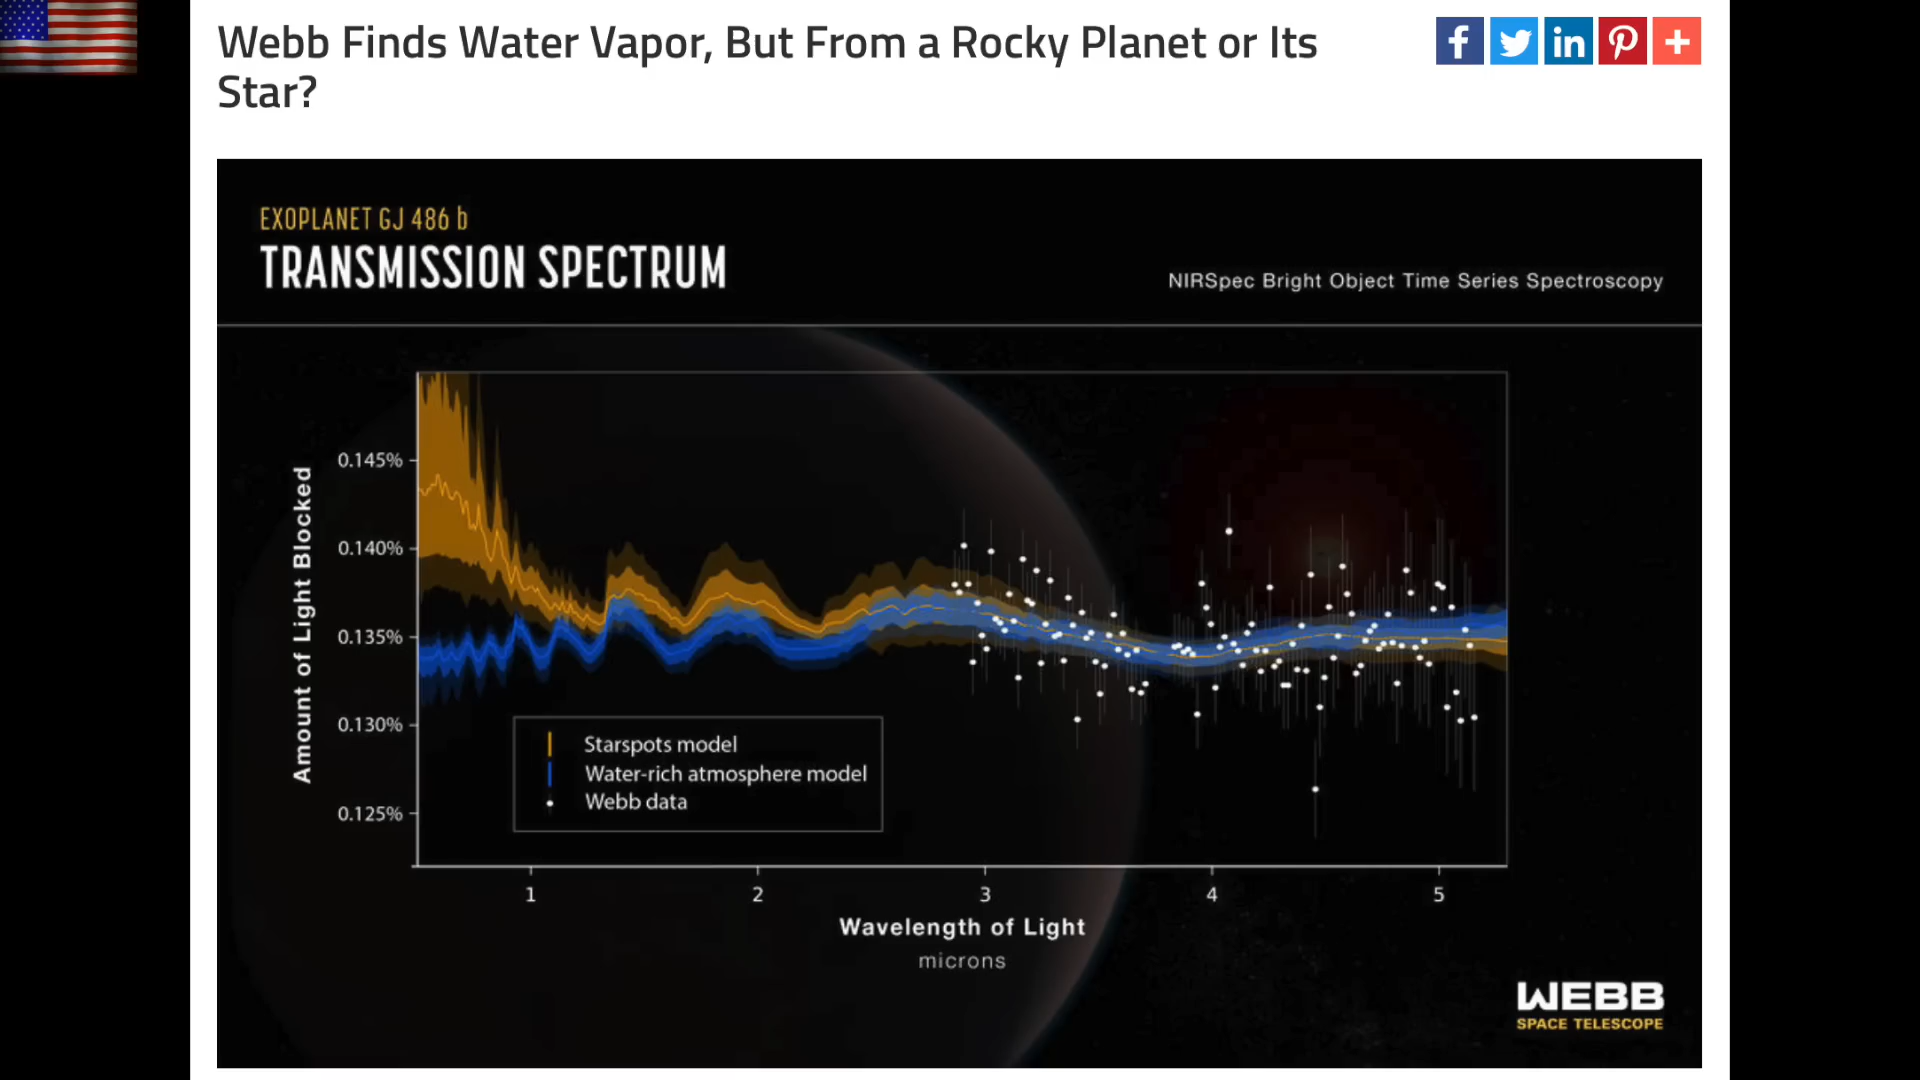 Webb Finds Water Vapor, But From a Rocky Planet or Its
Star?
EXOPLANET GJ 486 b
TRANSMISSION SPECTRUM
NIRSpec Bright Object Time Series Spectroscopy
Amount of Light Blocked
0.145%
0.140%
0.135%
0.130%
0.125%
Starspots model
Water-rich atmosphere model
Webb data
1 2 3 4 5
Wavelength of Light
microns
WEBB
SPACE TELESCOPE